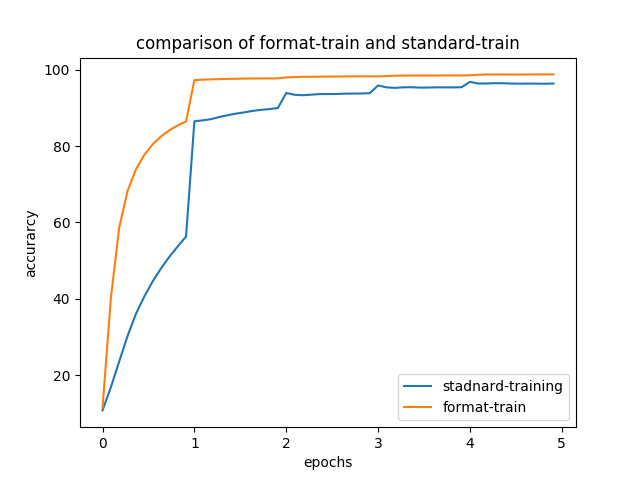 comparison of format-train and standard-train
100
80
60
40
20
accurarcy
0 1 2 3 4 5
epochs
stadnard-training
format-train